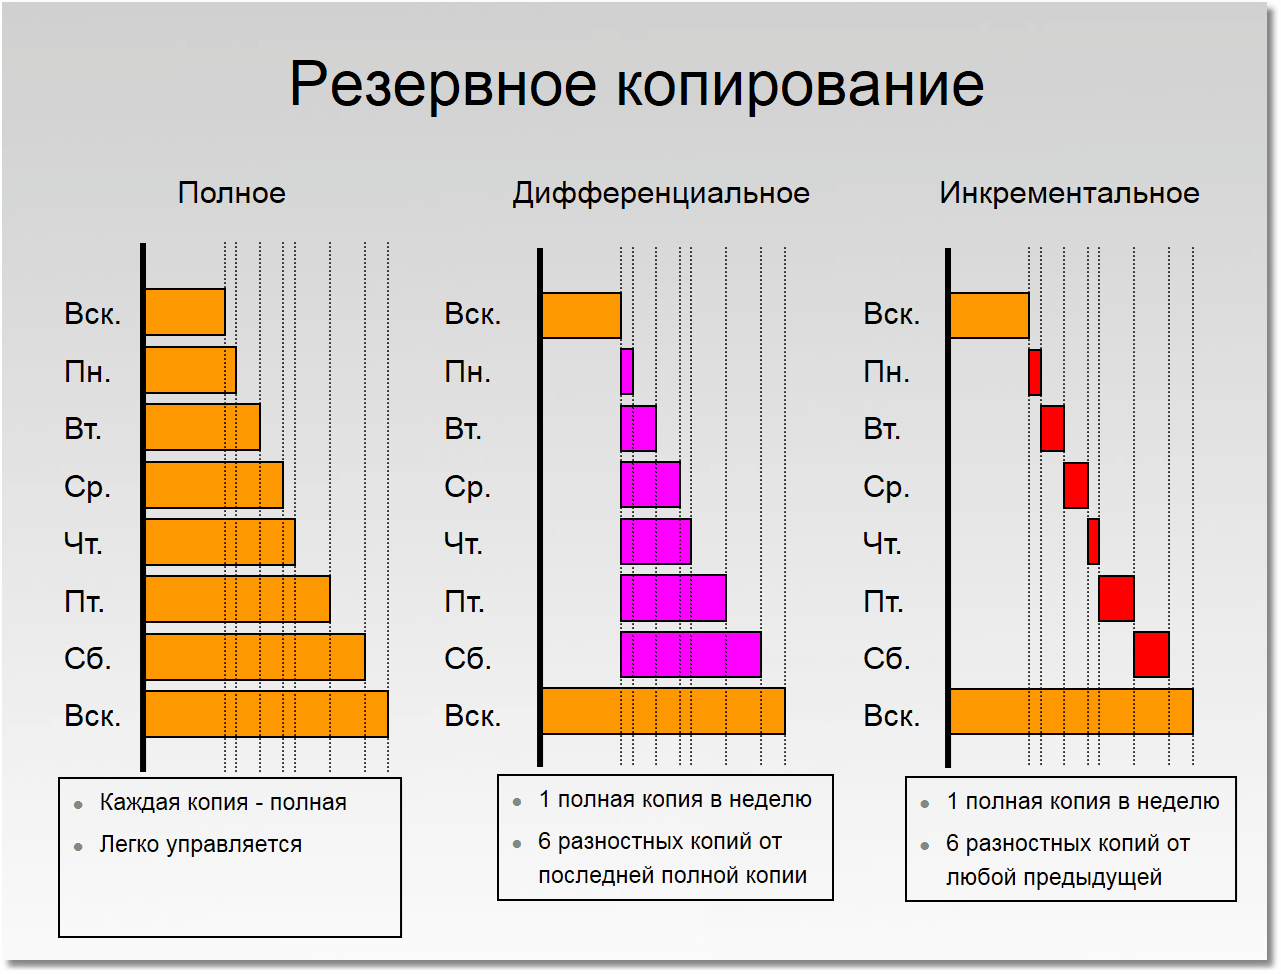 Резервное копирование
Полное
Вск.
Пн.
Вт.
Ср.
Чт.
Пт.
Сб.
Вск.
Каждая копия - полная
Легко управляется
Дифференциальное
Вск.
Пн.
Вт.
Ср.
Чт.
Пт.
Сб.
Вск.
1 полная копия в неделю
6 разностных копий от
последней полной копии
Инкрементальное
Вск.
Пн.
Вт.
Ср.
Чт.
Пт.
Сб.
Вск.
1 полная копия в неделю
6 разностных копий от
любой предыдущей